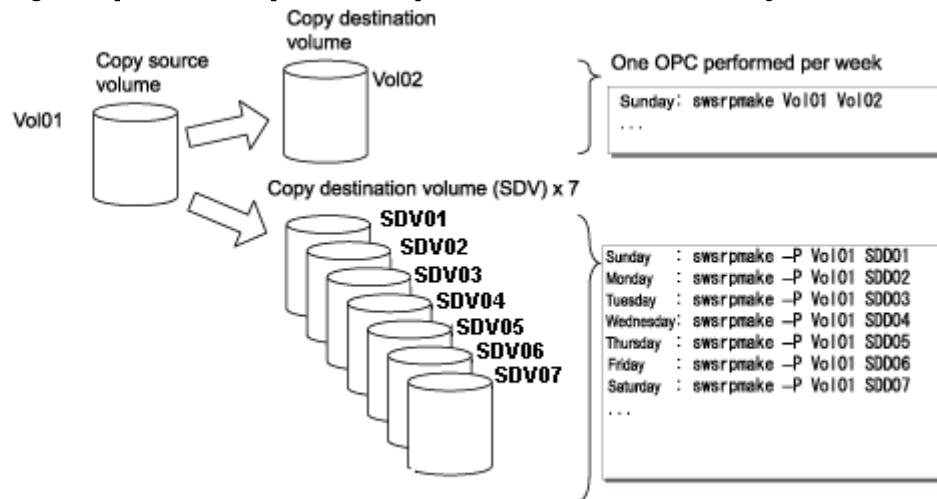 Copy destination
volume
Copy source
volume
Vol01
Vol02
One OPC performed per week
Sunday: swsrpmake Vol01 Vol02
...
Copy destination volume (SDV) x 7
SDV01
SDV02
SDV03
SDV04
SDV05
SDV06
SDV07
Sunday : swsrpmake –P Vol01 SDD01
Monday : swsrpmake –P Vol01 SDD02
Tuesday : swsrpmake –P Vol01 SDD03
Wednesday: swsrpmake –P Vol01 SDD04
Thursday : swsrpmake –P Vol01 SDD05
Friday : swsrpmake –P Vol01 SDD06
Saturday : swsrpmake –P Vol01 SDD07
...